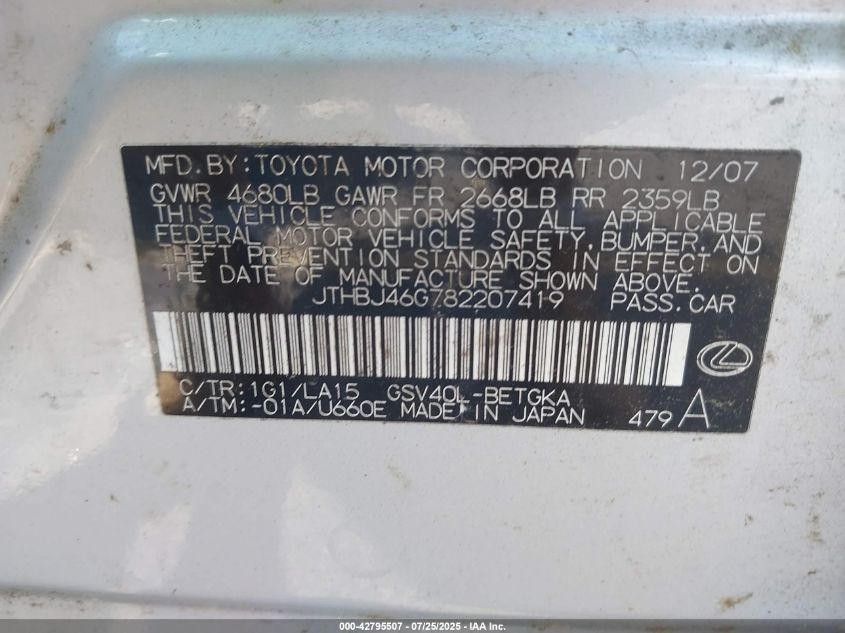 MFD.BY:TOYOTA MOTOR CORPORATION 12/07
GVWR 4680LB GAWR FR 2668LB RR 2359LB
THIS VEHICLE CONFORMS TO ALL APPLICABLE
FEDERAL MOTOR VEHICLE SAFETY,BUMPER,AND
THEFT PREVENTION STANDARDS IN EFFECT ON
THE DATE OF MANUFACTURE SHOWN ABOVE.
JTHBJ46G782207419 PASS.CAR
C/TR:1G1/LA15 GSV40L-BETGKA
A/TM:-01A/U660E MADE IN JAPAN 479 A
000-42795507 - 07/25/2025 - IAA Inc.